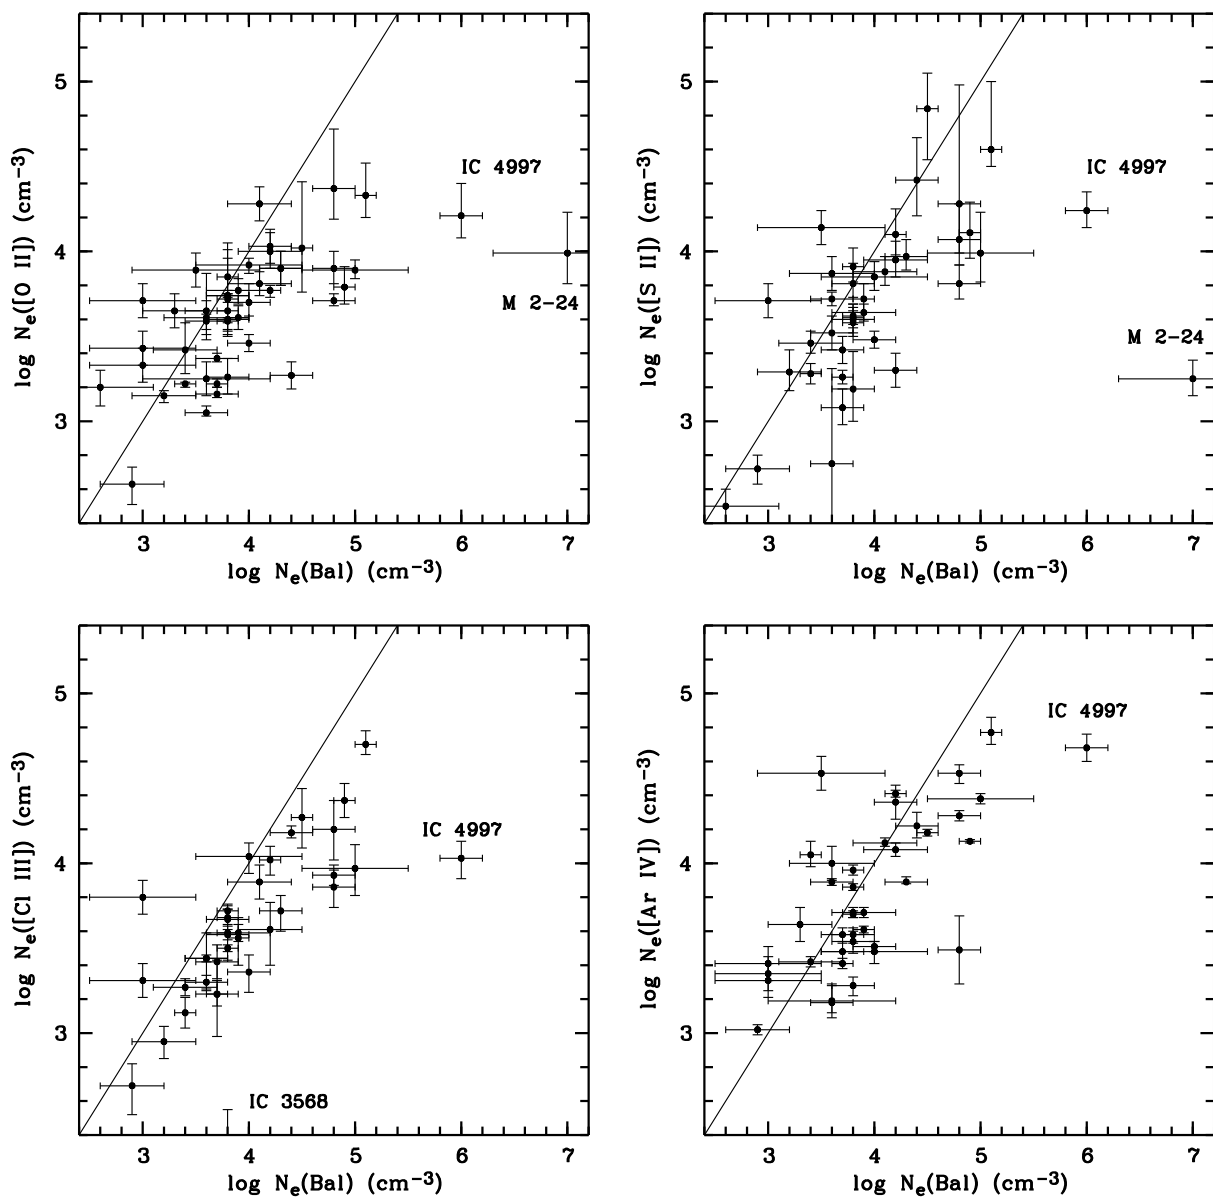 5
4
3
3 4 5 6 7
log Ne([O II]) (cm−3)
log Ne(Bal) (cm−3)
IC 4997
M 2−24
5
4
3
3 4 5 6 7
log Ne([S II]) (cm−3)
log Ne(Bal) (cm−3)
IC 4997
M 2−24
5
4
3
3 4 5 6 7
log Ne([Cl III]) (cm−3)
log Ne(Bal) (cm−3)
IC 4997
IC 3568
5
4
3
3 4 5 6 7
log Ne([Ar IV]) (cm−3)
log Ne(Bal) (cm−3)
IC 4997